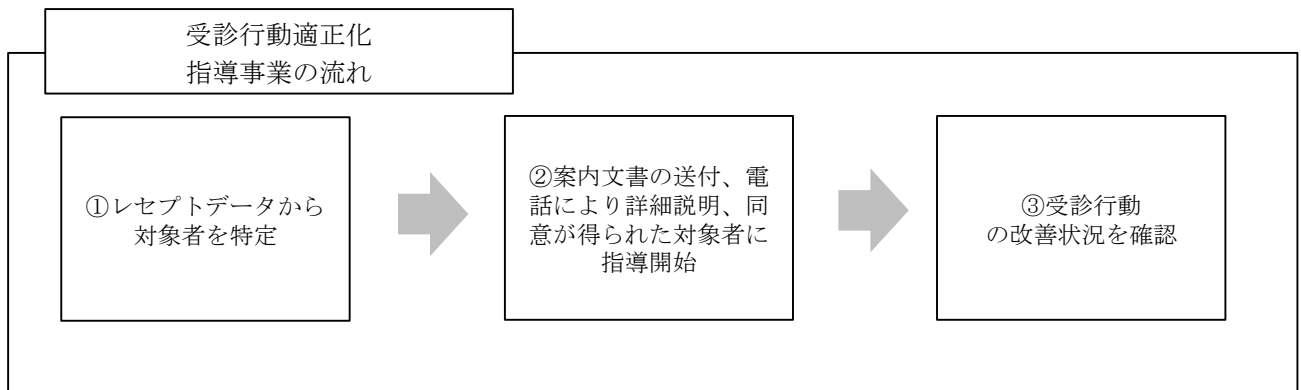 受診行動適正化
指導事業の流れ
①レセプトデータから
対象者を特定
②案内文書の送付、電
話により詳細説明、同
意が得られた対象者に
指導開始
③受診行動
の改善状況を確認